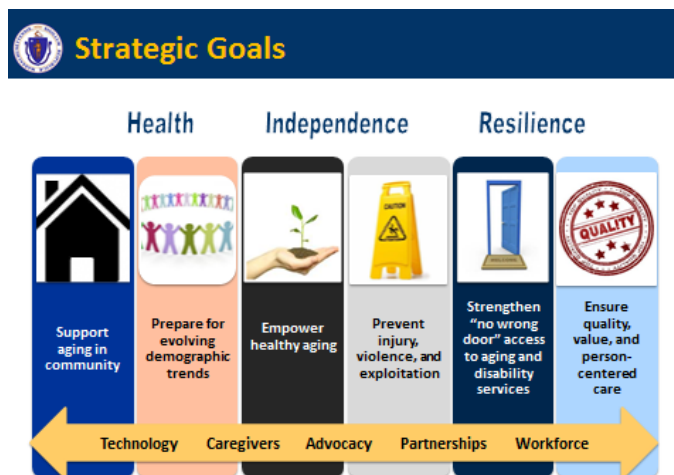 Strategic Goals
Health Independence Resilience
CAUTION
WELCOME
QUALITY
Support
aging in
community
Prepare for
evolving
demographic
trends
Empower
healthy aging
Prevent
injury,
violence, and
exploitation
Strengthen
“no wrong
door” access
to aging and
disability
services
Ensure
quality,
value, and
person-
centered
care
Technology Caregivers Advocacy Partnerships Workforce